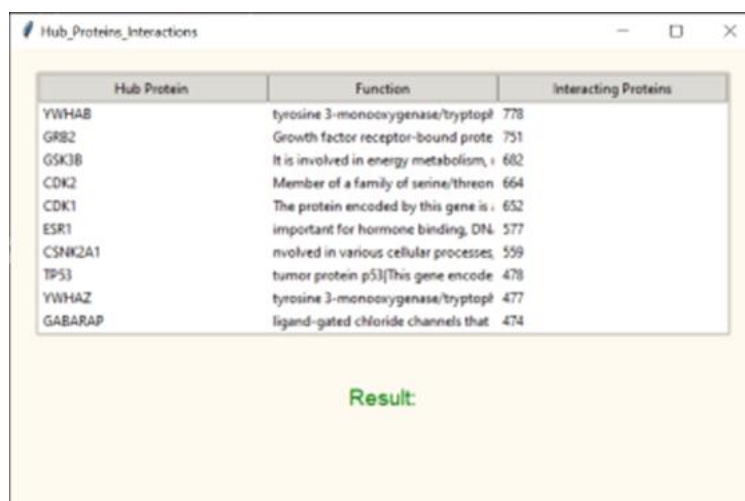 Hub_Proteins_Interactions
Hub Protein Function Interacting Proteins
YWHAB tyrosine 3-monooxygenase/tryptoph 778
GRB2 Growth factor receptor-bound prote 751
GSK3B It is involved in energy metabolism, 682
CDK2 Member of a family of serine/threon 664
CDK1 The protein encoded by this gene is 652
ESR1 important for hormone binding, DN 577
CSNK2A1 nvolved in various cellular processes, 559
TP53 tumor protein p53[This gene encode 478
YWHAZ tyrosine 3-monooxygenase/tryptoph 477
GABARAP ligand-gated chloride channels that 474
Result: